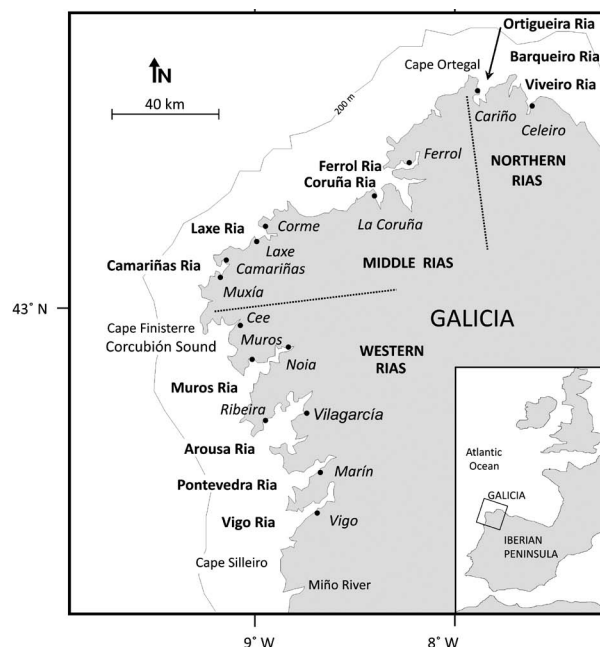 Ortigueira Ria
Cape Ortegal
Barqueiro Ria
N
Viveiro Ria
40 km
200 m
Cariño
Celeiro
Ferrol
NORTHERN
RIAS
Ferrol Ria
Coruña Ria
Laxe Ria
Corme
La Coruña
Laxe
Camariñas Ria
Camariñas
MIDDLE RIAS
Muxía
43° N
Cee
GALICIA
Cape Finisterre
Corcubión Sound
Muros
WESTERN
RIAS
Noia
Muros Ria
Ribeira
Vilagarcía
Arousa Ria
Atlantic
Ocean
Marín
Pontevedra Ria
GALICIA
Vigo Ria
Vigo
IBERIAN
PENINSULA
Cape Silleiro
Miño River
9° W
8° W